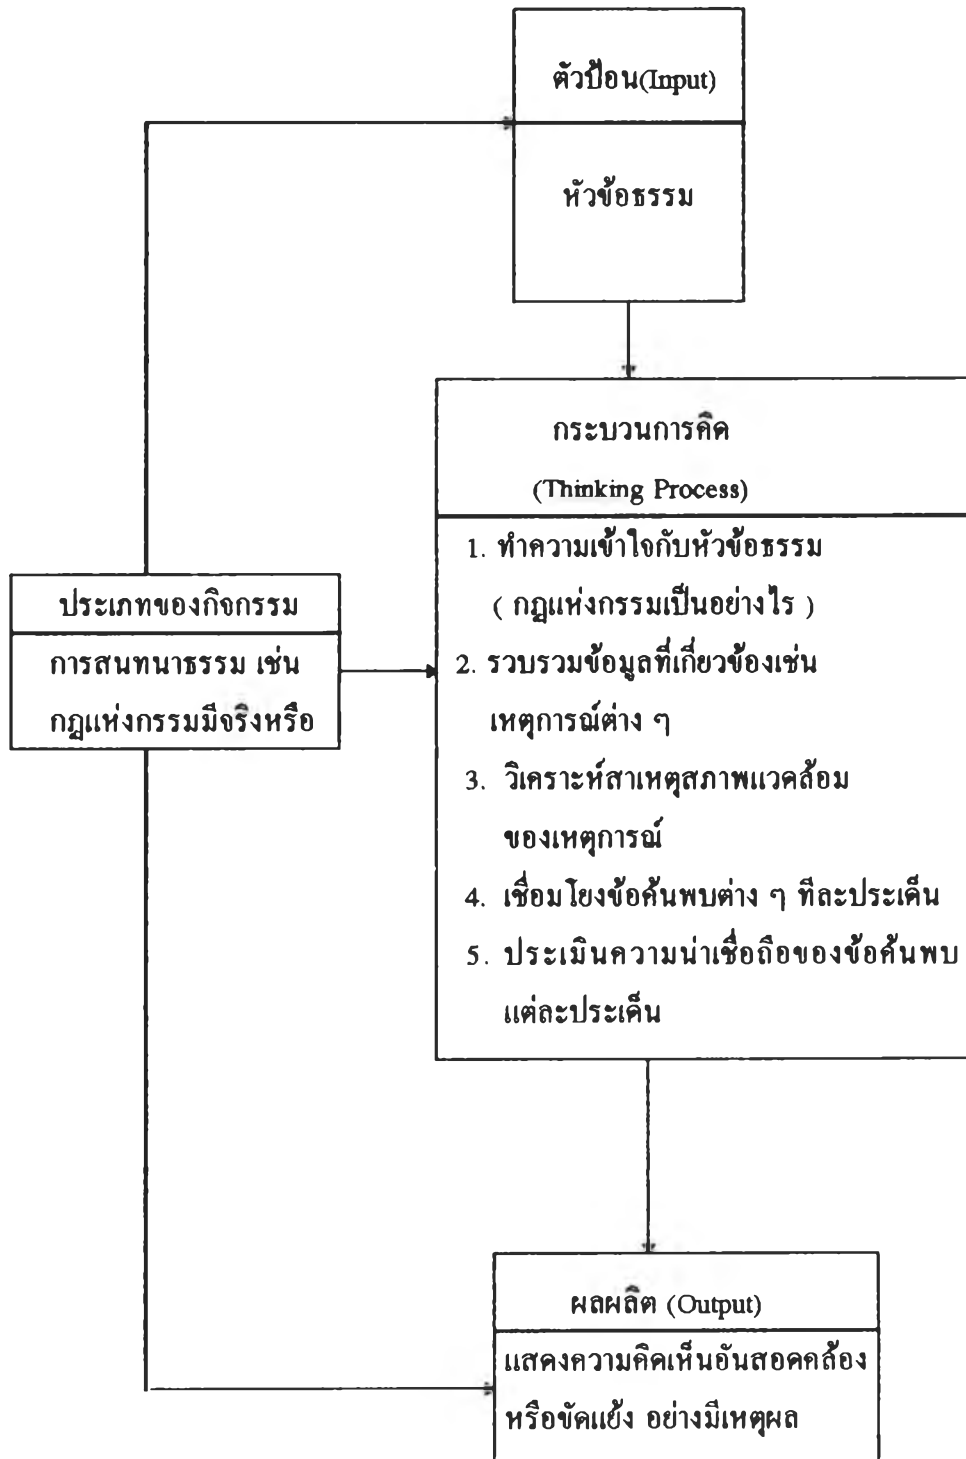 ตัวป้อน(Input)
หัวข้อธรรม
กระบวนการคิด
(Thinking Process)
1. ทำความเข้าใจกับหัวข้อธรรม
( กฎแห่งกรรมเป็นอย่างไร )
2. รวบรวมข้อมูลที่เกี่ยวข้องเช่น
เหตุการณ์ต่าง ๆ
3. วิเคราะห์สาเหตุสภาพแวดล้อม
ของเหตุการณ์
4. เชื่อมโยงข้อค้นพบต่าง ๆ ทีละประเด็น
5. ประเมินความน่าเชื่อถือของข้อค้นพบ
แต่ละประเด็น
ประเภทของกิจกรรม
การสนทนาธรรม เช่น
กฎแห่งกรรมมีจริงหรือ
ผลผลิต (Output)
แสดงความคิดเห็นอันสอดคล้อง
หรือขัดแย้ง อย่างมีเหตุผล